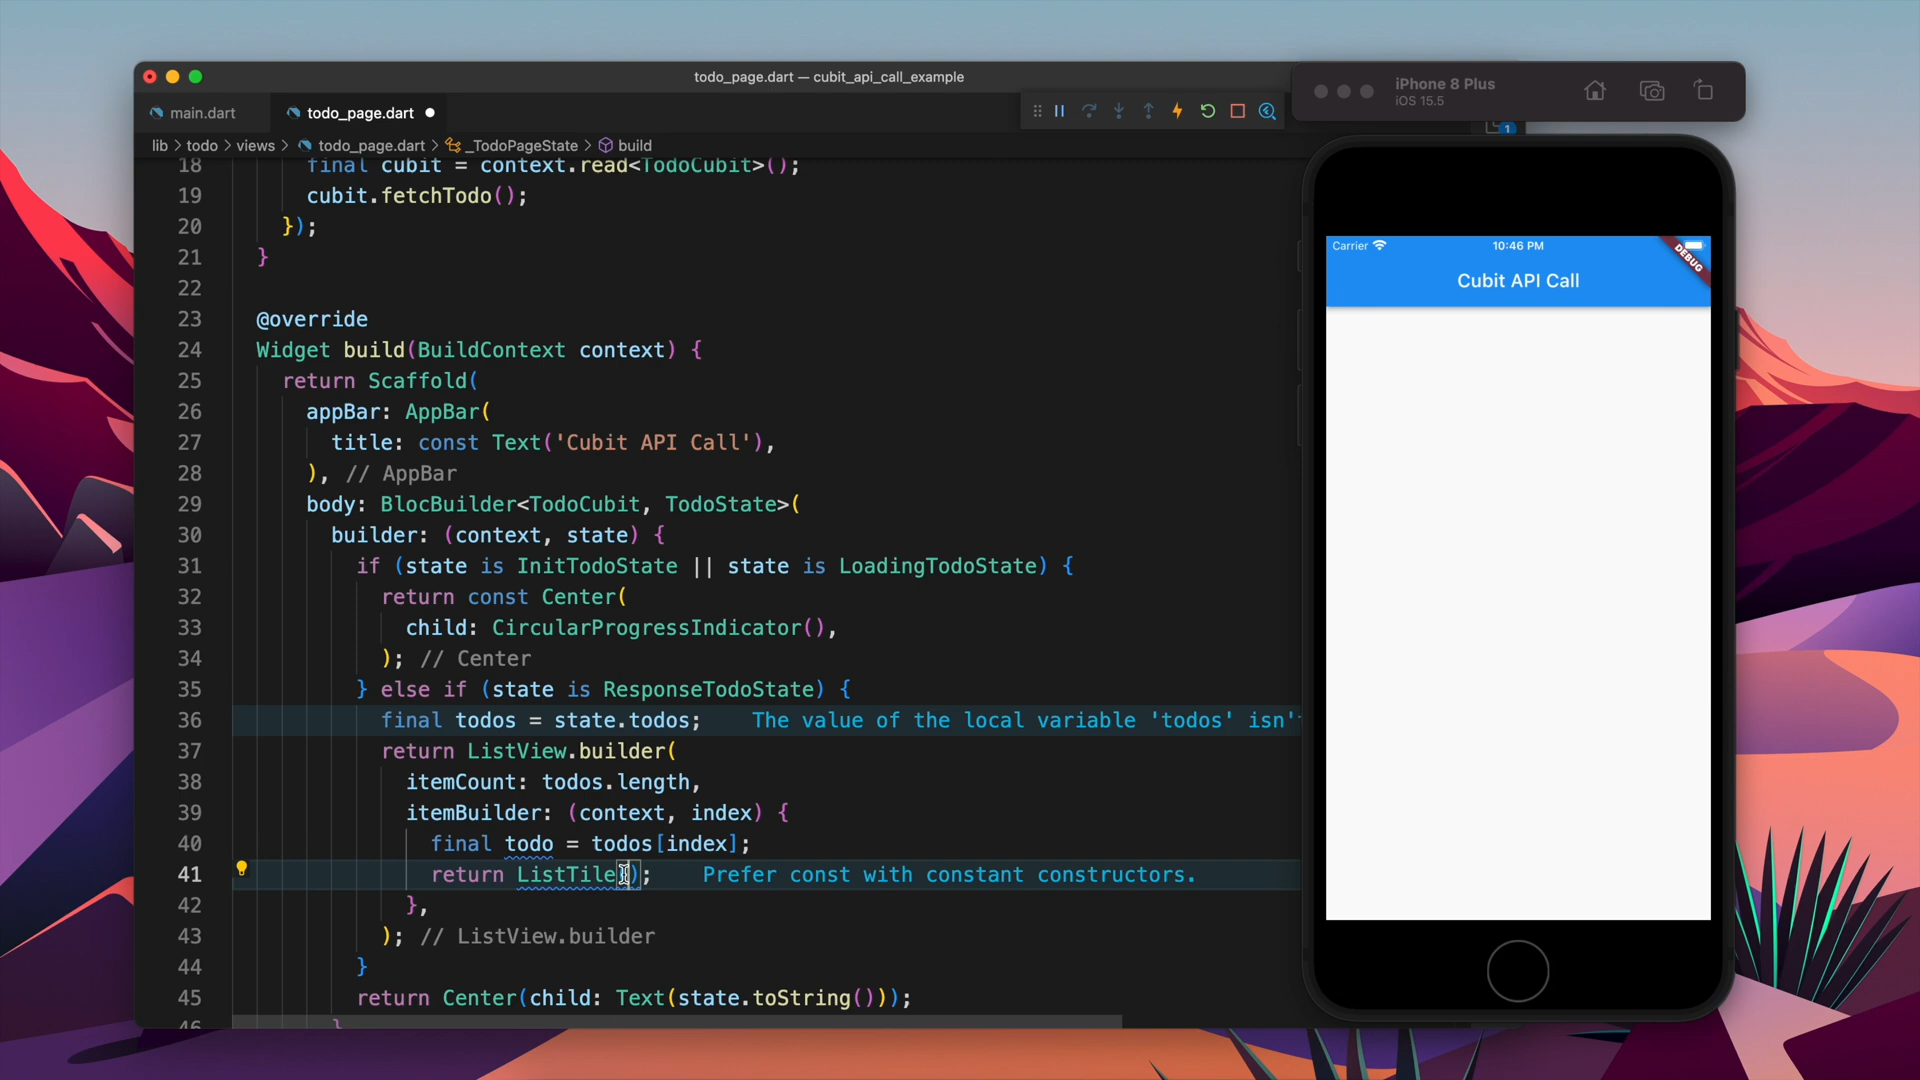 todo_page.dart — cubit_api_call_example
main.dart
todo_page.dart
lib > todo > views > todo_page.dart > _TodoPageState > build
18 final cubit = context.read<TodoCubit>();
19 cubit.fetchTodo();
20 });
21 }
22
23 @override
24 Widget build(BuildContext context) {
25 return Scaffold(
26 appBar: AppBar(
27 title: const Text('Cubit API Call'),
28 ), // AppBar
29 body: BlocBuilder<TodoCubit, TodoState>(
30 builder: (context, state) {
31 if (state is InitTodoState || state is LoadingTodoState) {
32 return const Center(
33 child: CircularProgressIndicator(),
34 ); // Center
35 } else if (state is ResponseTodoState) {
36 final todos = state.todos; The value of the local variable 'todos' isn'
37 return ListView.builder(
38 itemCount: todos.length,
39 itemBuilder: (context, index) {
40 final todo = todos[index];
41 return ListTile(); Prefer const with constant constructors.
42 },
43 ); // ListView.builder
44 }
45 return Center(child: Text(state.toString()));
46 }
iPhone 8 Plus
iOS 15.5
1
Carrier 10:46 PM
DEBUG
Cubit API Call